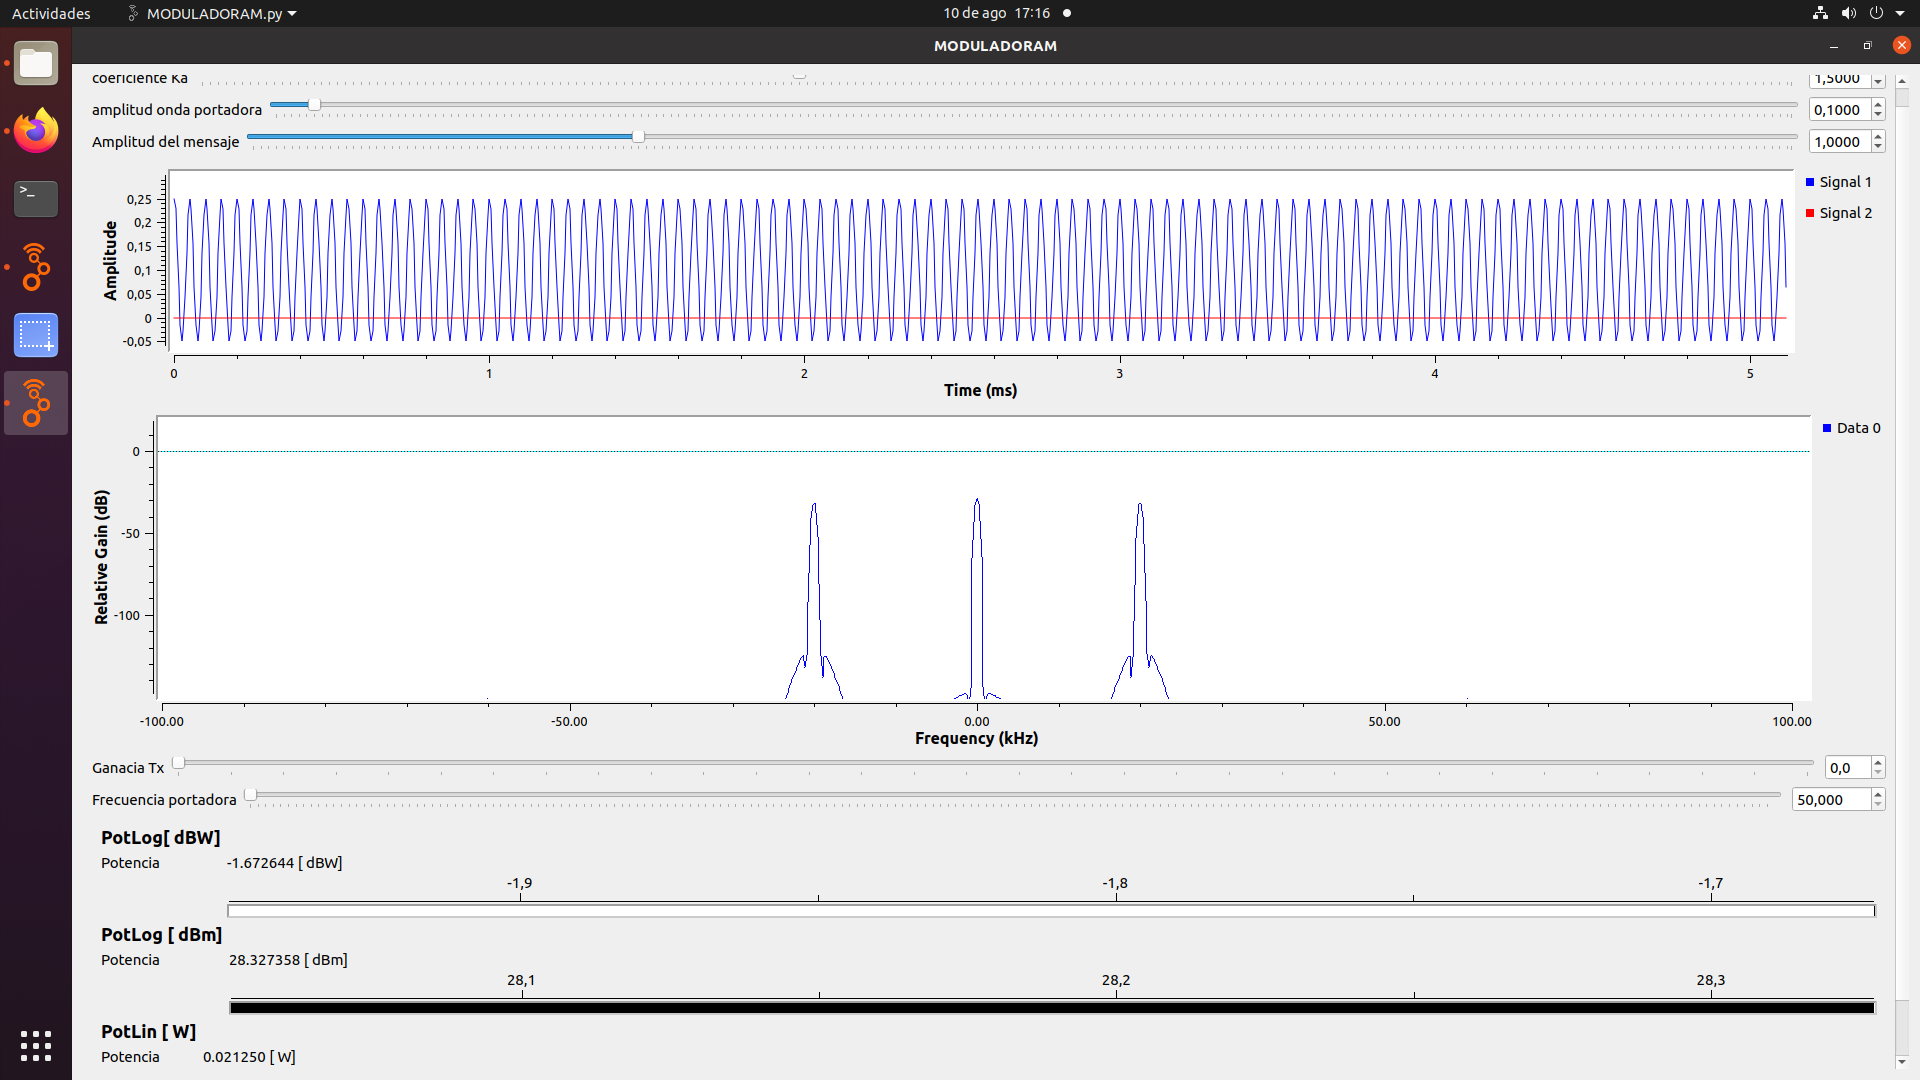 Actividades MODULADORAM.py 10 de ago 17:16
MODULADORAM
coeficiente Ka 1,5000
amplitud onda portadora 0,1000
Amplitud del mensaje 1,0000
Amplitude
0,25
0,2
0,15
0,1
0,05
0
-0,05
0 1 2 3 4 5
Time (ms)
Signal 1
Signal 2
Relative Gain (dB)
0
-50
-100
-100.00 -50.00 0.00 50.00 100.00
Frequency (kHz)
Data 0
Ganacia Tx 0,0
Frecuencia portadora 50,000
PotLog[ dBW]
Potencia -1.672644 [ dBW]
-1,9 -1,8 -1,7
PotLog [ dBm]
Potencia 28.327358 [ dBm]
28,1 28,2 28,3
PotLin [ W]
Potencia 0.021250 [ W]